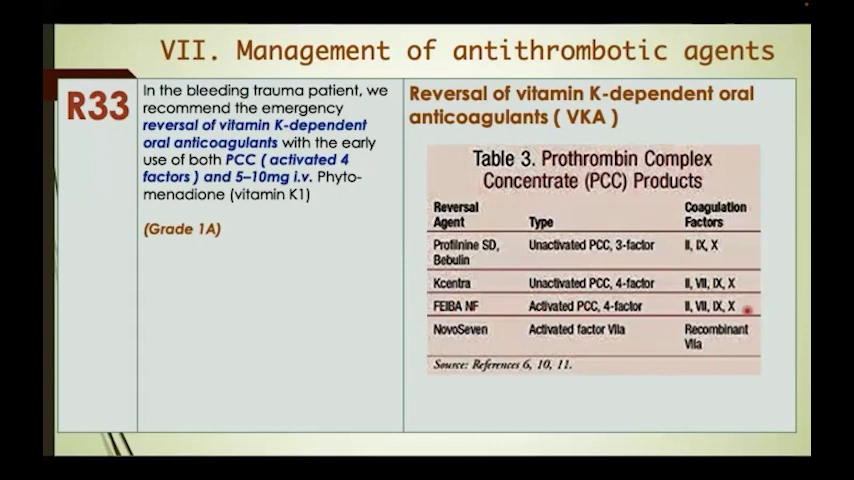 VII. Management of antithrombotic agents
R33
In the bleeding trauma patient, we
recommend the emergency
reversal of vitamin K-dependent
oral anticoagulants with the early
use of both PCC ( activated 4
factors ) and 5–10mg i.v. Phyto-
menadione (vitamin K1)
(Grade 1A)
Reversal of vitamin K-dependent oral
anticoagulants ( VKA )
Table 3. Prothrombin Complex
Concentrate (PCC) Products
Reversal Agent Type Coagulation Factors
Profilnine SD, Bebulin Unactivated PCC, 3-factor II, IX, X
Kcentra Unactivated PCC, 4-factor II, VII, IX, X
FEIBA NF Activated PCC, 4-factor II, VII, IX, X
NovoSeven Activated factor VIIa Recombinant VIIa
Source: References 6, 10, 11.